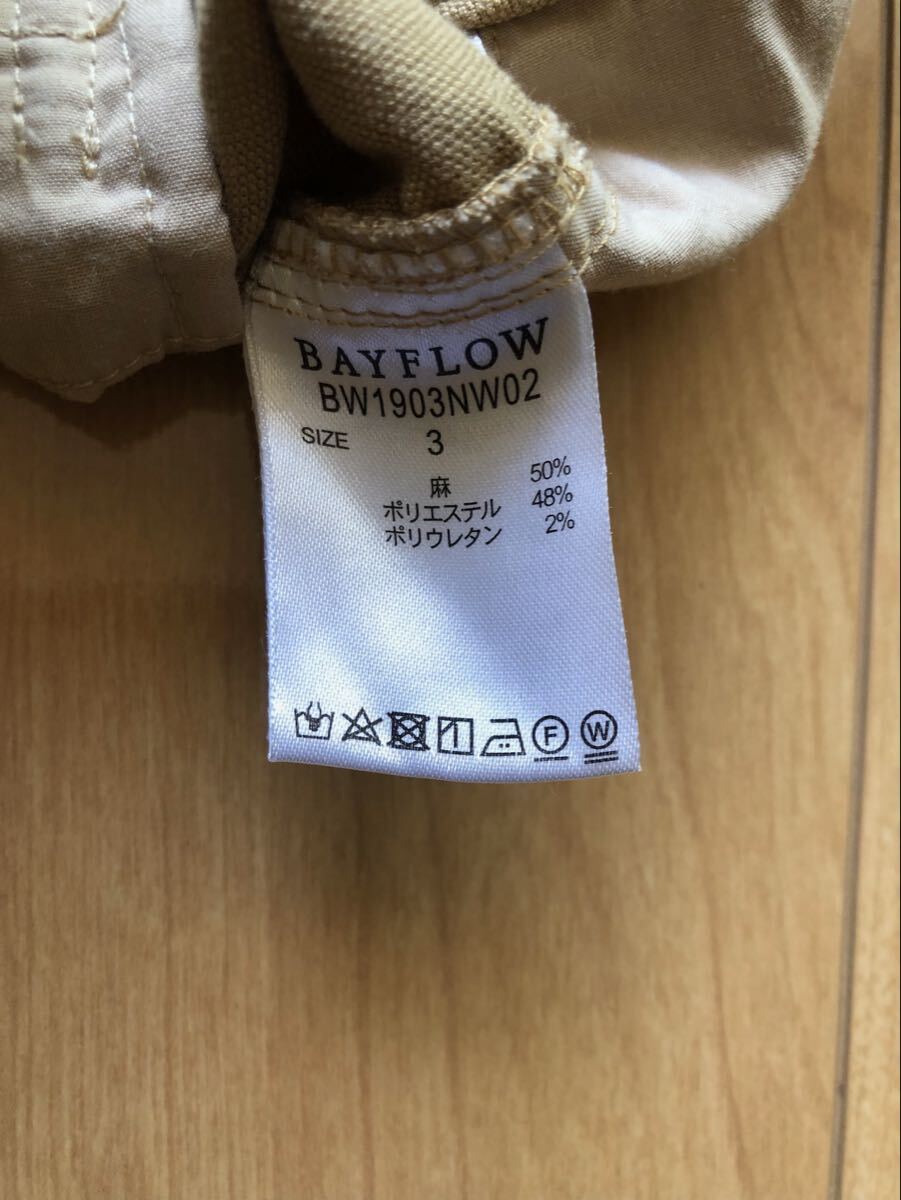 BAYFLOW
BW1903NW02
SIZE 3
麻 50%
ポリエステル 48%
ポリウレタン 2%
F W